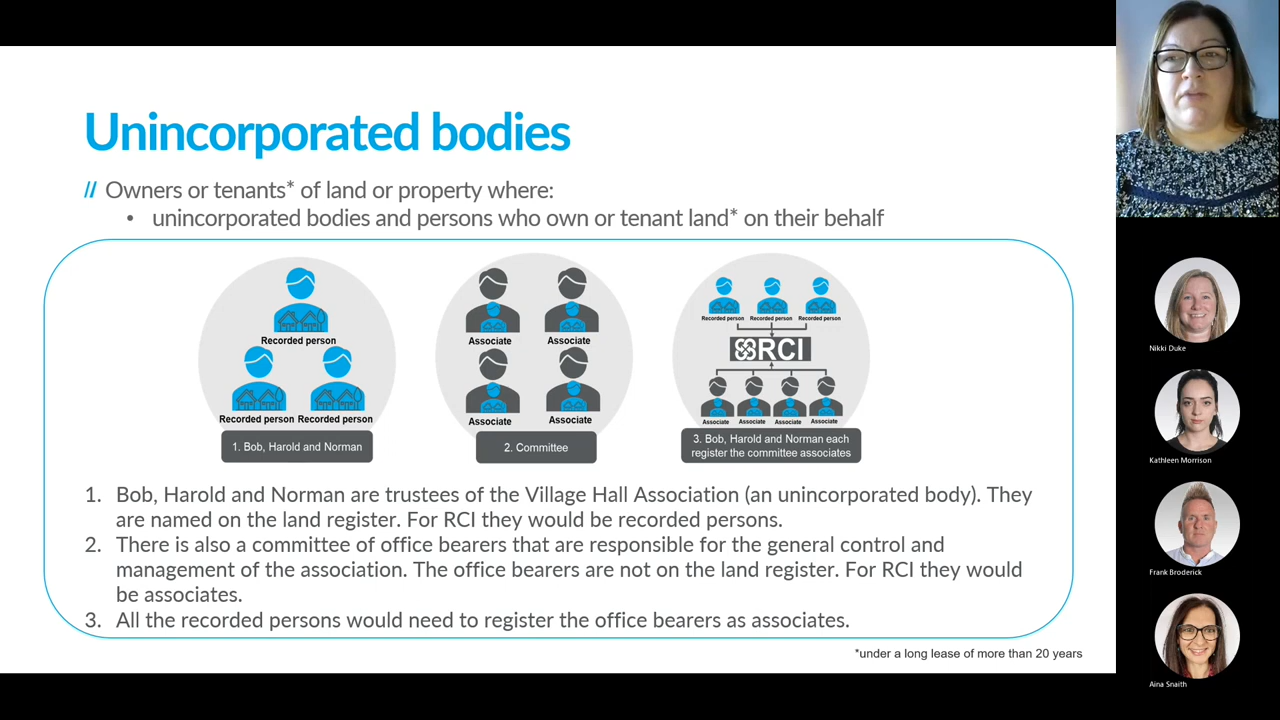 Unincorporated bodies
// Owners or tenants* of land or property where:
• unincorporated bodies and persons who own or tenant land* on their behalf
Recorded person
Recorded person Recorded person
1. Bob, Harold and Norman
Associate Associate
Associate Associate
2. Committee
Recorded person Recorded person Recorded person
RCI
Associate Associate Associate Associate
3. Bob, Harold and Norman each
register the committee associates
1. Bob, Harold and Norman are trustees of the Village Hall Association (an unincorporated body). They
are named on the land register. For RCI they would be recorded persons.
2. There is also a committee of office bearers that are responsible for the general control and
management of the association. The office bearers are not on the land register. For RCI they would
be associates.
3. All the recorded persons would need to register the office bearers as associates.
*under a long lease of more than 20 years
Nikki Duke
Kathleen Morrison
Frank Broderick
Aina Snaith